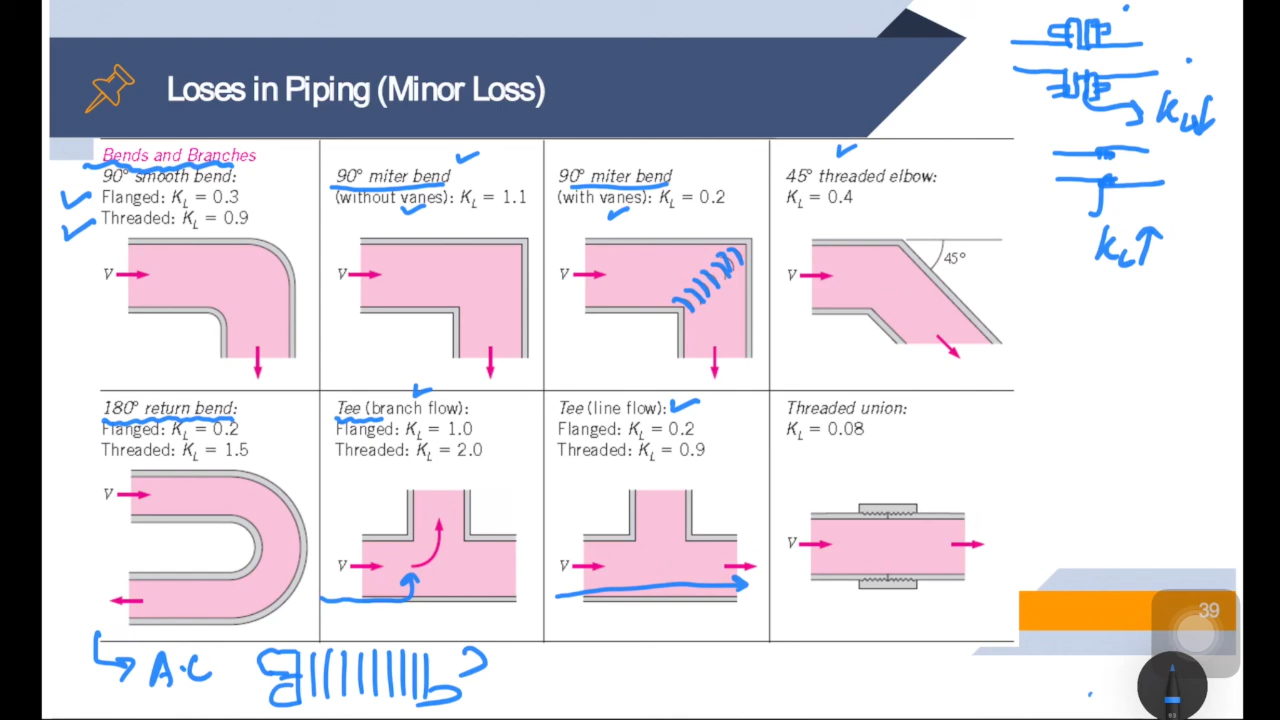 Loses in Piping (Minor Loss)
Bends and Branches
90° smooth bend:
Flanged: K_L = 0.3
Threaded: K_L = 0.9
V
90° miter bend
(without vanes): K_L = 1.1
V
90° miter bend
(with vanes): K_L = 0.2
V
45° threaded elbow:
K_L = 0.4
V
45°
180° return bend:
Flanged: K_L = 0.2
Threaded: K_L = 1.5
V
Tee (branch flow):
Flanged: K_L = 1.0
Threaded: K_L = 2.0
V
Tee (line flow):
Flanged: K_L = 0.2
Threaded: K_L = 0.9
V
Threaded union:
K_L = 0.08
V
K_L↓
K_L↑
A.C
39
93